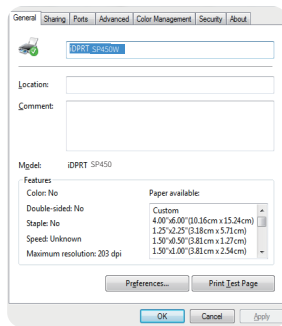 General Sharing Ports Advanced Color Management Security About
iDPRT SP450W
Location:
Comment:
Model: iDPRT SP450
Features
Color: No
Paper available:
Double-sided: No
Custom
Staple: No
4.00"x6.00"(10.16cm x 15.24cm)
1.25"x2.25"(3.18cm x 5.71cm)
Speed: Unknown
1.50"x0.50"(3.81cm x 1.27cm)
Maximum resolution: 203 dpi
1.50"x1.00"(3.81cm x 2.54cm)
Preferences... Print Test Page
OK Cancel Apply